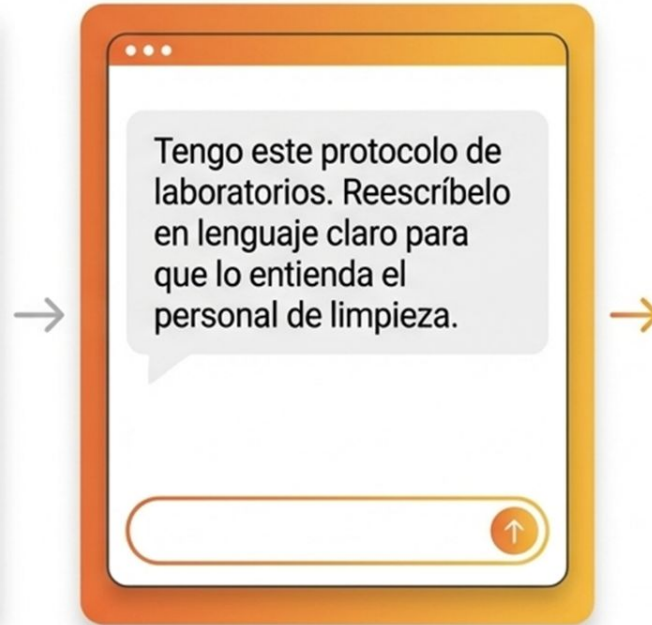 Tengo este protocolo de
laboratorios. Reescríbelo
en lenguaje claro para
que lo entienda el
personal de limpieza.